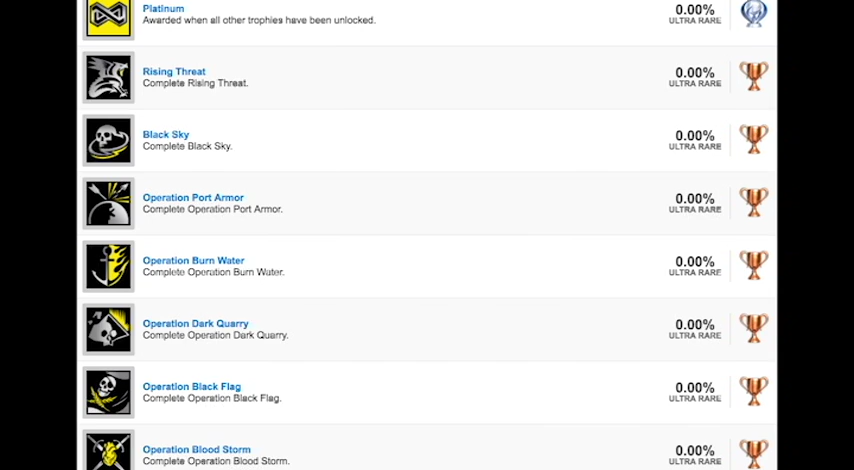 Platinum
Awarded when all other trophies have been unlocked.
0.00%
ULTRA RARE
Rising Threat
Complete Rising Threat.
0.00%
ULTRA RARE
Black Sky
Complete Black Sky.
0.00%
ULTRA RARE
Operation Port Armor
Complete Operation Port Armor.
0.00%
ULTRA RARE
Operation Burn Water
Complete Operation Burn Water.
0.00%
ULTRA RARE
Operation Dark Quarry
Complete Operation Dark Quarry.
0.00%
ULTRA RARE
Operation Black Flag
Complete Operation Black Flag.
0.00%
ULTRA RARE
Operation Blood Storm
Complete Operation Blood Storm.
0.00%
ULTRA RARE